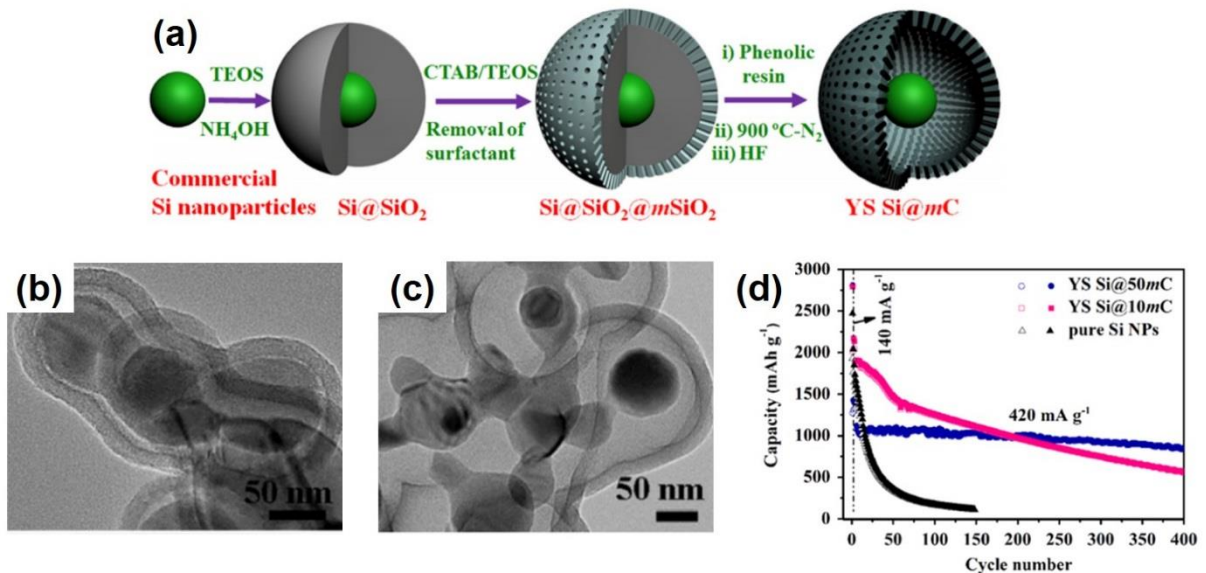 (a)
TEOS
NH₄OH
CTAB/TEOS
Removal of
surfactant
i) Phenolic
resin
ii) 900 ºC-N₂
iii) HF
Commercial
Si nanoparticles
Si@SiO₂
Si@SiO₂@mSiO₂
YS Si@mC
(b)
50 nm
(c)
50 nm
(d)
Capacity (mAh g⁻¹)
3000
2500
2000
1500
1000
500
0
140 mA g⁻¹
YS Si@50mC
YS Si@10mC
pure Si NPs
420 mA g⁻¹
0 50 100 150 200 250 300 350 400
Cycle number